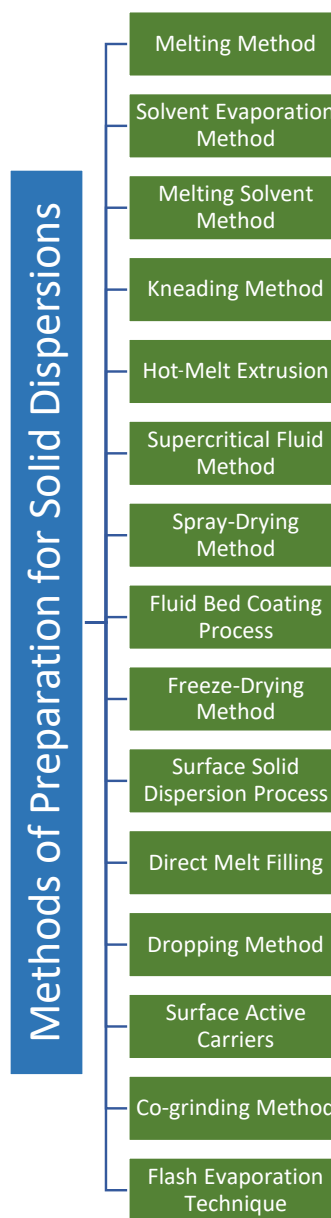 Methods of Preparation for Solid Dispersions
Melting Method
Solvent Evaporation
Method
Melting Solvent
Method
Kneading Method
Hot-Melt Extrusion
Supercritical Fluid
Method
Spray-Drying
Method
Fluid Bed Coating
Process
Freeze-Drying
Method
Surface Solid
Dispersion Process
Direct Melt Filling
Dropping Method
Surface Active
Carriers
Co-grinding Method
Flash Evaporation
Technique